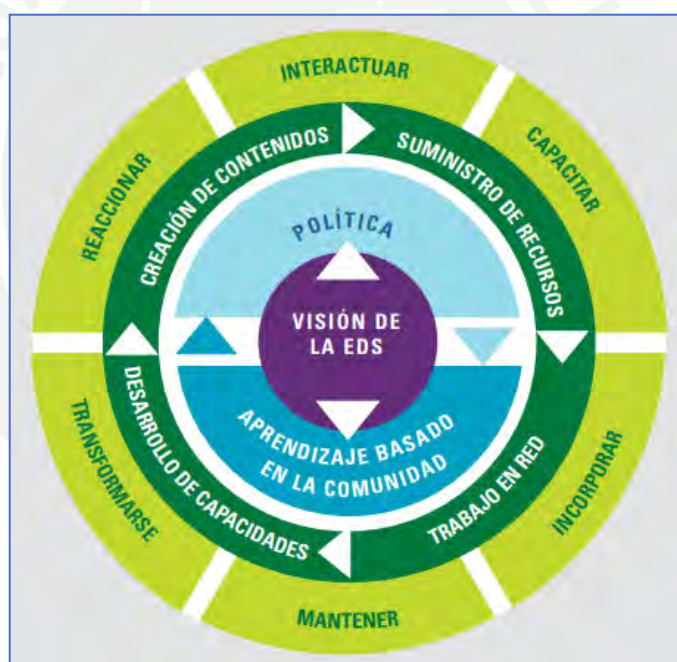 INTERACTUAR
CAPACITAR
INCORPORAR
MANTENER
TRANSFORMARSE
REACCIONAR
CREACIÓN DE CONTENIDOS
SUMINISTRO DE RECURSOS
TRABAJO EN RED
DESARROLLO DE CAPACIDADES
POLÍTICA
VISIÓN DE
LA EDS
APRENDIZAJE BASADO
EN LA COMUNIDAD